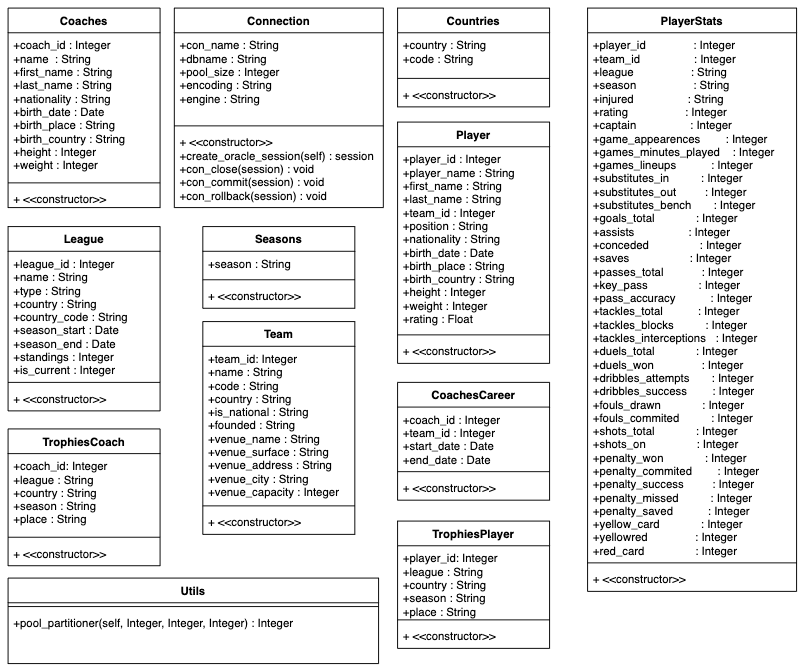 Coaches
+coach_id : Integer
+name : String
+first_name : String
+last_name : String
+nationality : String
+birth_date : Date
+birth_place : String
+birth_country : String
+height : Integer
+weight : Integer
+ <<constructor>>
Connection
+con_name : String
+dbname : String
+pool_size : Integer
+encoding : String
+engine : String
+ <<constructor>>
+create_oracle_session(self) : session
+con_close(session) : void
+con_commit(session) : void
+con_rollback(session) : void
Countries
+country : String
+code : String
+ <<constructor>>
PlayerStats
+player_id : Integer
+team_id : Integer
+league : String
+season : String
+injured : String
+rating : Integer
+captain : Integer
+game_appearences : Integer
+games_minutes_played : Integer
+games_lineups : Integer
+substitutes_in : Integer
+substitutes_out : Integer
+substitutes_bench : Integer
+goals_total : Integer
+assists : Integer
+conceded : Integer
+saves : Integer
+passes_total : Integer
+key_pass : Integer
+pass_accuracy : Integer
+tackles_total : Integer
+tackles_blocks : Integer
+tackles_interceptions : Integer
+duels_total : Integer
+duels_won : Integer
+dribbles_attempts : Integer
+dribbles_success : Integer
+fouls_drawn : Integer
+fouls_commited : Integer
+shots_total : Integer
+shots_on : Integer
+penalty_won : Integer
+penalty_commited : Integer
+penalty_success : Integer
+penalty_missed : Integer
+penalty_saved : Integer
+yellow_card : Integer
+yellowred : Integer
+red_card : Integer
+ <<constructor>>
Player
+player_id : Integer
+player_name : String
+first_name : String
+last_name : String
+team_id : Integer
+position : String
+nationality : String
+birth_date : Date
+birth_place : String
+birth_country : String
+height : Integer
+weight : Integer
+rating : Float
+ <<constructor>>
League
+league_id : Integer
+name : String
+type : String
+country : String
+country_code : String
+season_start : Date
+season_end : Date
+standings : Integer
+is_current : Integer
+ <<constructor>>
Seasons
+season : String
+ <<constructor>>
Team
+team_id: Integer
+name : String
+code : String
+country : String
+is_national : String
+founded : String
+venue_name : String
+venue_surface : String
+venue_address : String
+venue_city : String
+venue_capacity : Integer
+ <<constructor>>
CoachesCareer
+coach_id : Integer
+team_id : Integer
+start_date : Date
+end_date : Date
+ <<constructor>>
TrophiesCoach
+coach_id: Integer
+league : String
+country : String
+season : String
+place : String
+ <<constructor>>
TrophiesPlayer
+player_id: Integer
+league : String
+country : String
+season : String
+place : String
+ <<constructor>>
Utils
+pool_partitioner(self, Integer, Integer, Integer) : Integer